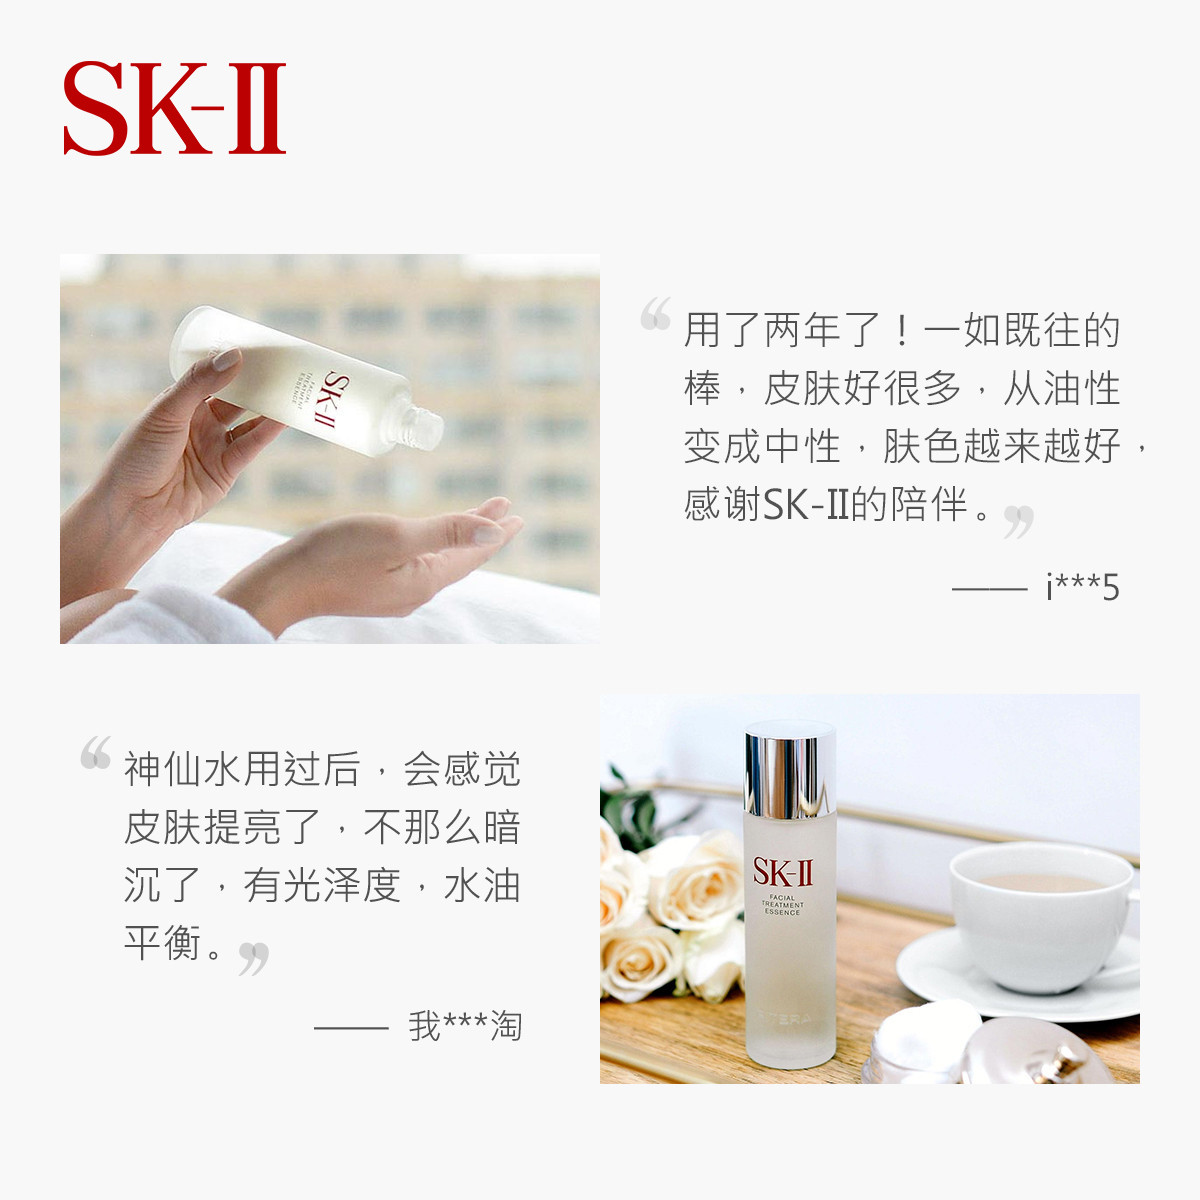 SK-II
SK-II
FACIAL
TREATMENT
ESSENCE
“用了两年了！一如既往的
棒，皮肤好很多，从油性
变成中性，肤色越来越好，
感谢SK-II的陪伴。”
—— i***5
“神仙水用过后，会感觉
皮肤提亮了，不那么暗
沉了，有光泽度，水油
平衡。”
—— 我***淘
SK-II
FACIAL
TREATMENT
ESSENCE